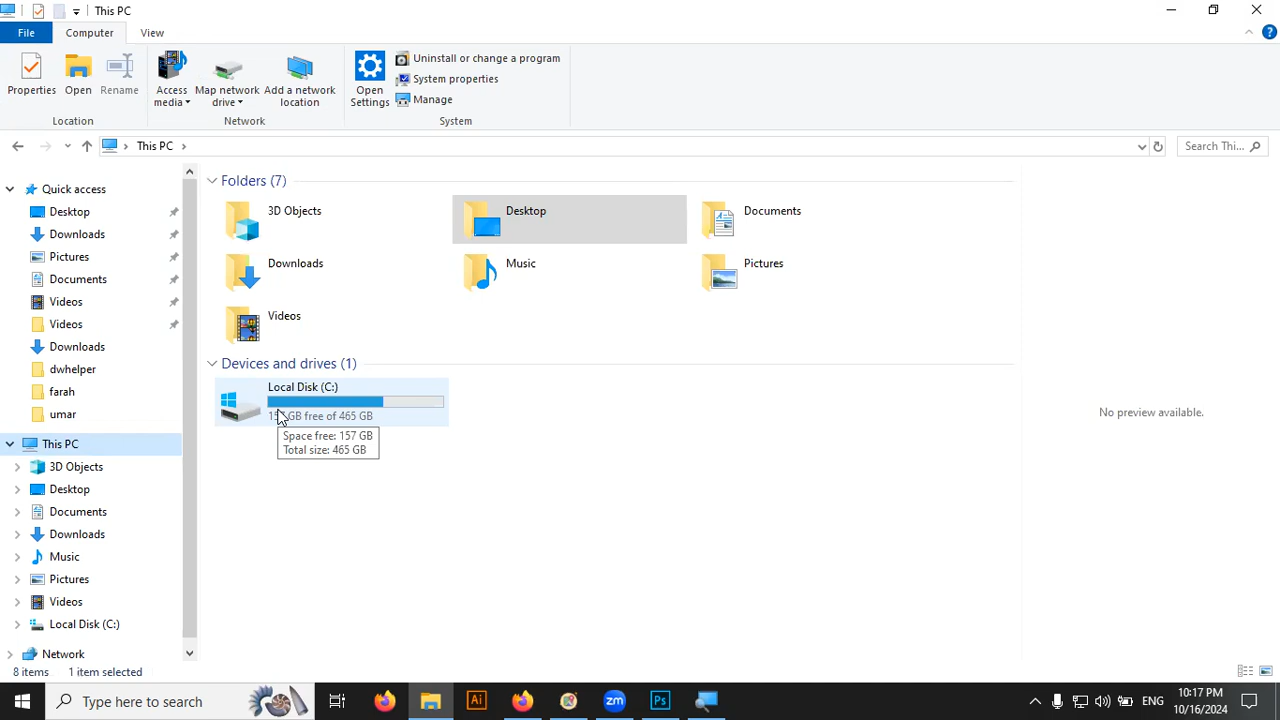 This PC
File
Computer
View
Properties
Open
Rename
Access media
Map network drive
Add a network location
Open Settings
Uninstall or change a program
System properties
Manage
Location
Network
System
This PC
Search Thi...
Quick access
Desktop
Downloads
Pictures
Documents
Videos
Videos
Downloads
dwhelper
farah
umar
This PC
3D Objects
Desktop
Documents
Downloads
Music
Pictures
Videos
Local Disk (C:)
Network
Folders (7)
3D Objects
Desktop
Documents
Downloads
Music
Pictures
Videos
Devices and drives (1)
Local Disk (C:)
157 GB free of 465 GB
Space free: 157 GB
Total size: 465 GB
No preview available.
8 items
1 item selected
Type here to search
Ai
zm
Ps
ENG
10:17 PM
10/16/2024